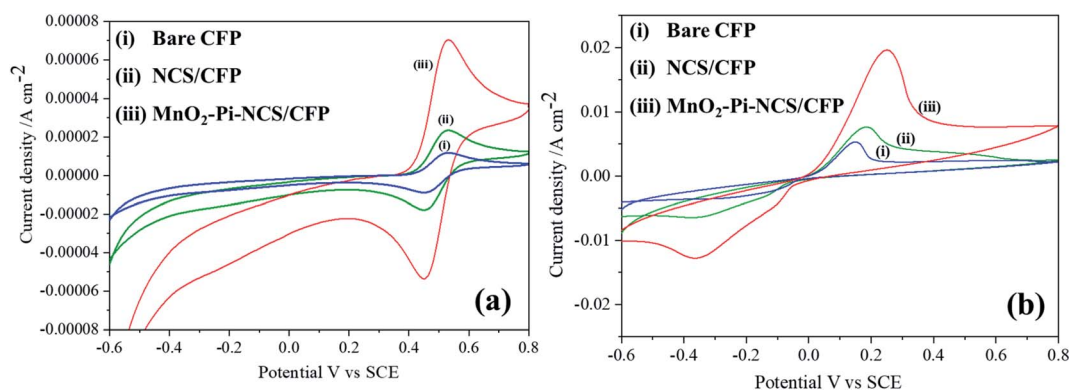 0.00008
0.00006
0.00004
0.00002
0.00000
-0.00002
-0.00004
-0.00006
-0.00008
Current density /A cm-2
(i) Bare CFP
(ii) NCS/CFP
(iii) MnO2-Pi-NCS/CFP
(iii)
(ii)
(i)
(a)
-0.6 -0.4 -0.2 0.0 0.2 0.4 0.6 0.8
Potential V vs SCE
0.02
0.01
0.00
-0.01
-0.02
Current density /A cm-2
(i) Bare CFP
(ii) NCS/CFP
(iii) MnO2-Pi-NCS/CFP
(iii)
(ii)
(i)
(b)
-0.6 -0.4 -0.2 0.0 0.2 0.4 0.6 0.8
Potential V vs SCE